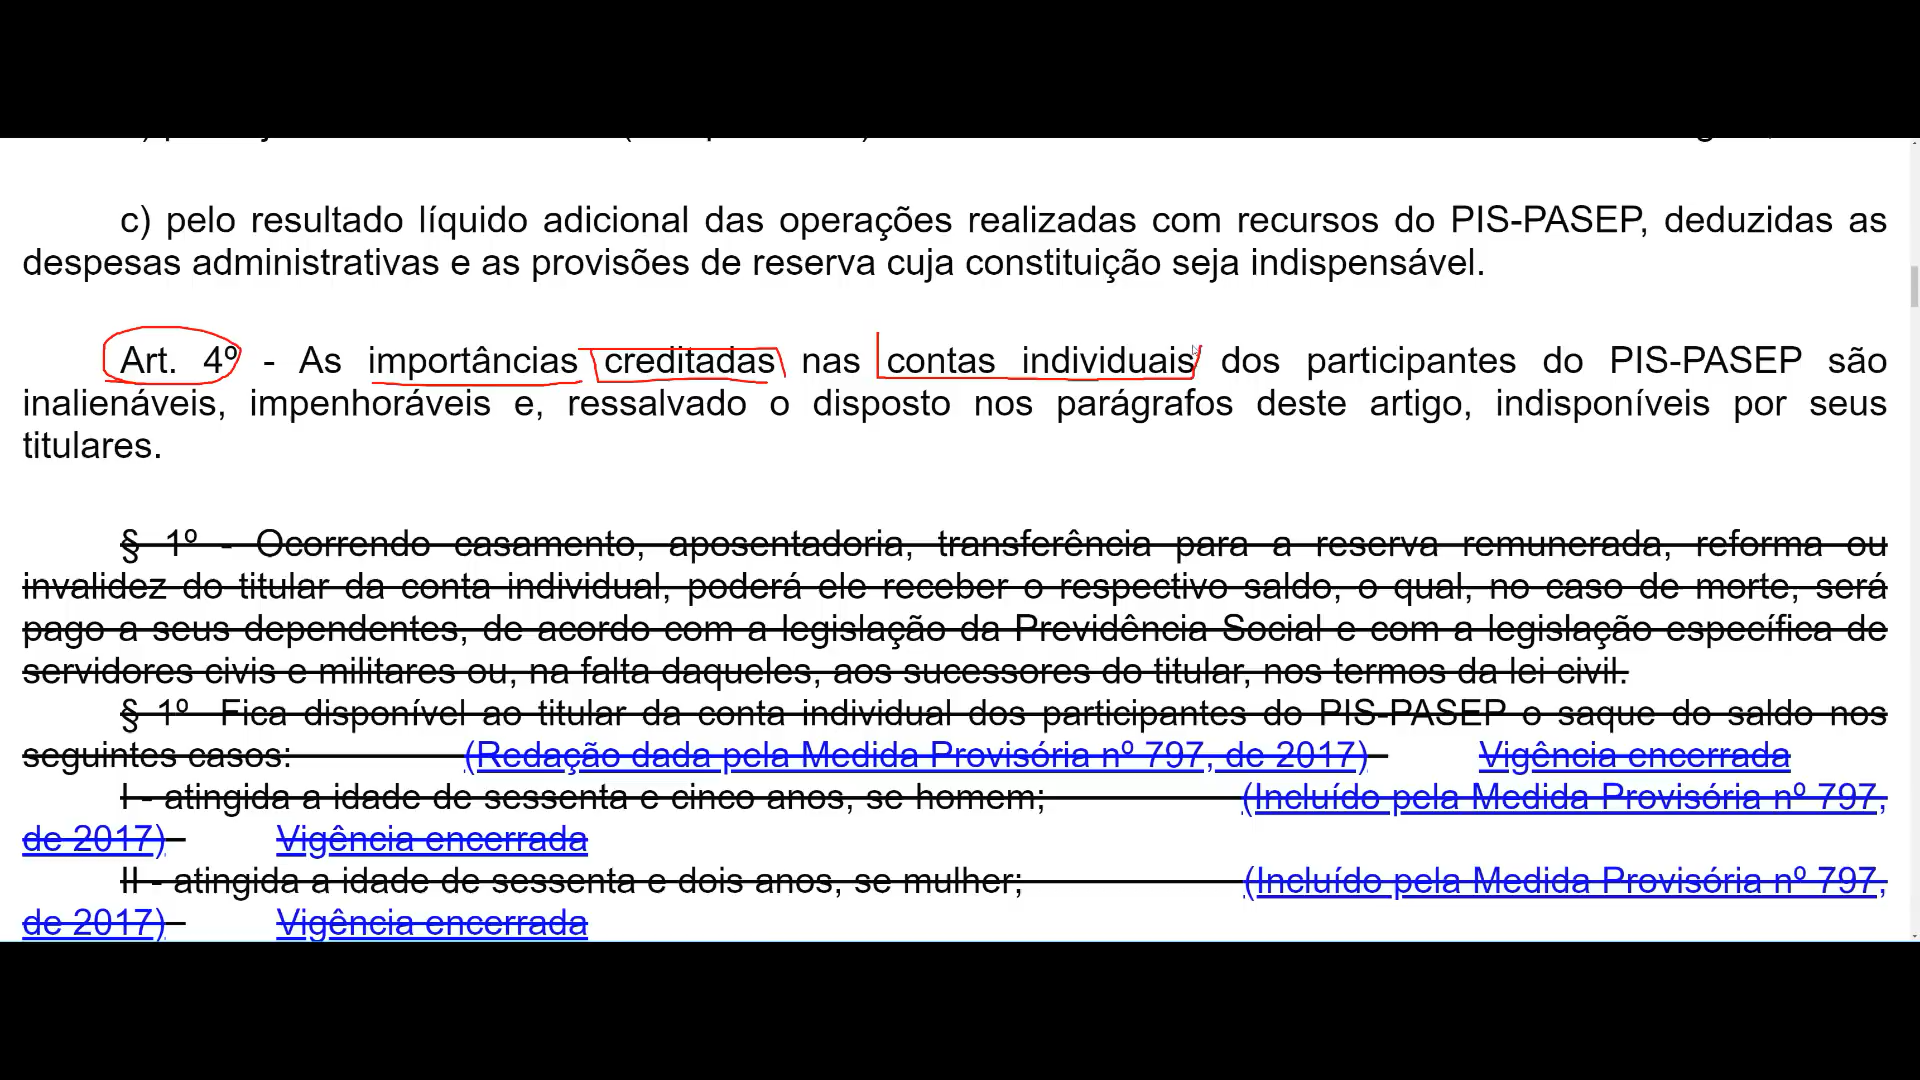 c) pelo resultado líquido adicional das operações realizadas com recursos do PIS-PASEP, deduzidas as
despesas administrativas e as provisões de reserva cuja constituição seja indispensável.
Art. 4º - As importâncias creditadas nas contas individuais dos participantes do PIS-PASEP são
inalienáveis, impenhoráveis e, ressalvado o disposto nos parágrafos deste artigo, indisponíveis por seus
titulares.
§ 1º - Ocorrendo casamento, aposentadoria, transferência para a reserva remunerada, reforma ou
invalidez do titular da conta individual, poderá ele receber o respectivo saldo, o qual, no caso de morte, será
pago a seus dependentes, de acordo com a legislação da Previdência Social e com a legislação específica de
servidores civis e militares ou, na falta daqueles, aos sucessores do titular, nos termos da lei civil.
§ 1º Fica disponível ao titular da conta individual dos participantes do PIS-PASEP o saque do saldo nos
seguintes casos: (Redação dada pela Medida Provisória nº 797, de 2017) Vigência encerrada
I - atingida a idade de sessenta e cinco anos, se homem; (Incluído pela Medida Provisória nº 797,
de 2017) Vigência encerrada
II - atingida a idade de sessenta e dois anos, se mulher; (Incluído pela Medida Provisória nº 797,
de 2017) Vigência encerrada